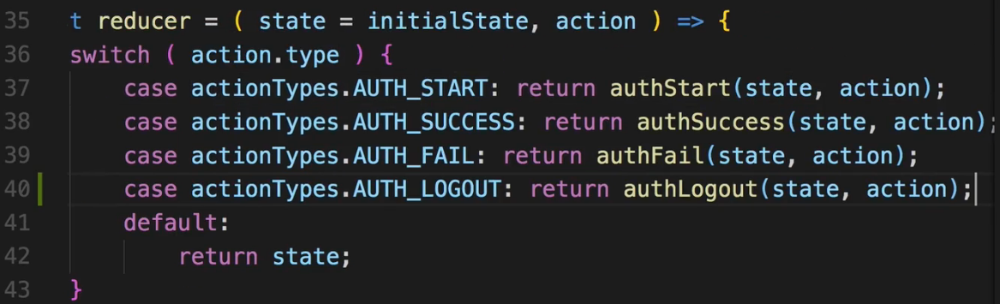 35 t reducer = ( state = initialState, action ) => {
36 switch ( action.type ) {
37 case actionTypes.AUTH_START: return authStart(state, action);
38 case actionTypes.AUTH_SUCCESS: return authSuccess(state, action);
39 case actionTypes.AUTH_FAIL: return authFail(state, action);
40 case actionTypes.AUTH_LOGOUT: return authLogout(state, action);
41 default:
42 return state;
43 }